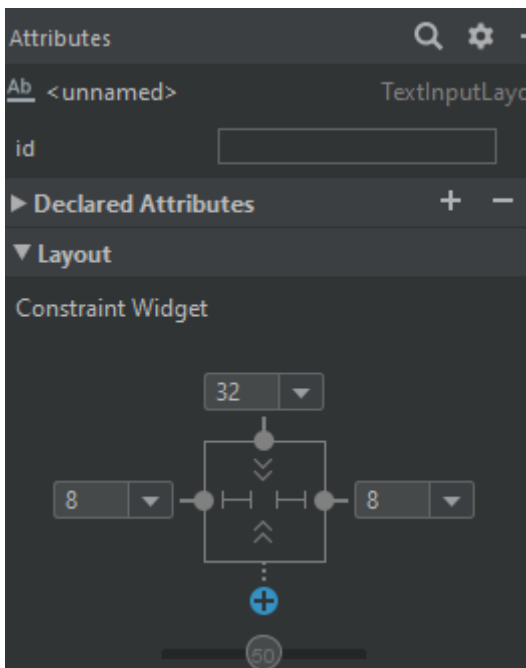 Attributes
Ab <unnamed> TextInputLayo
id
Declared Attributes
Layout
Constraint Widget
32
8 8
50